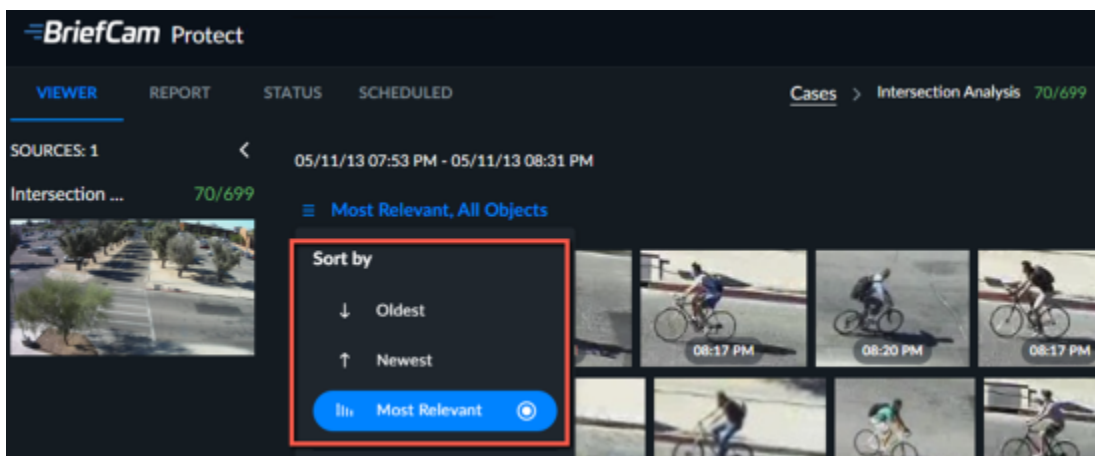 BriefCam Protect
VIEWER REPORT STATUS SCHEDULED Cases > Intersection Analysis 70/699
SOURCES: 1
05/11/13 07:53 PM - 05/11/13 08:31 PM
Intersection ... 70/699
Most Relevant, All Objects
Sort by
Oldest
Newest
Most Relevant
08:17 PM
08:20 PM
08:17 PM